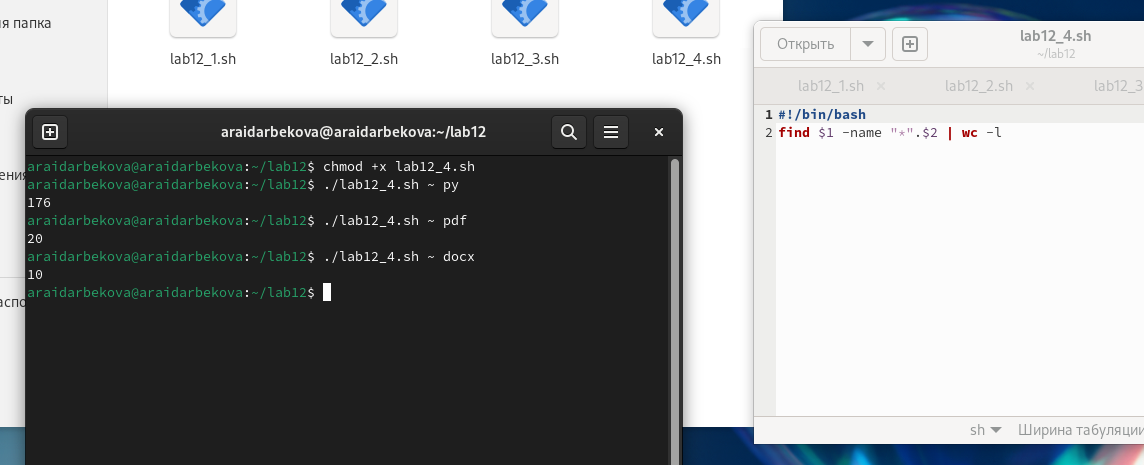 я папка
ты
ения
аспо
lab12_1.sh
lab12_2.sh
lab12_3.sh
lab12_4.sh
araidarbekova@araidarbekova:~/lab12
araidarbekova@araidarbekova:~/lab12$ chmod +x lab12_4.sh
araidarbekova@araidarbekova:~/lab12$ ./lab12_4.sh ~ py
176
araidarbekova@araidarbekova:~/lab12$ ./lab12_4.sh ~ pdf
20
araidarbekova@araidarbekova:~/lab12$ ./lab12_4.sh ~ docx
10
araidarbekova@araidarbekova:~/lab12$
Открыть
lab12_4.sh
~/lab12
lab12_1.sh ×
lab12_2.sh ×
lab12_3
1 #!/bin/bash
2 find $1 -name "*".$2 | wc -l
sh
Ширина табуляции